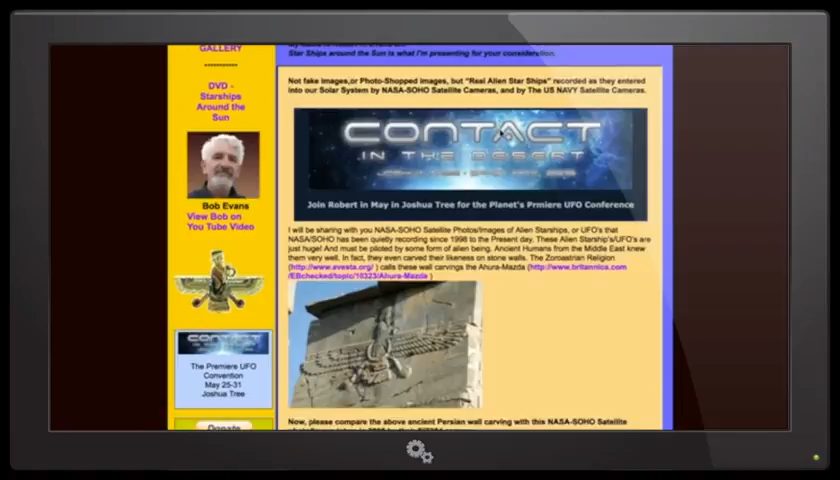 GALLERY
----------
DVD -
Starships
Around the
Sun
Bob Evans
View Bob on
You Tube Video
CONTACT
The Premiere UFO
Convention
May 25-31
Joshua Tree
Donate
Star Ships around the Sun is what I'm presenting for your consideration.
Not fake images,or Photo-Shopped images, but "Real Alien Star Ships" recorded as they entered
into our Solar System by NASA-SOHO Satellite Cameras, and by The US NAVY Satellite Cameras.
CONTACT
IN THE DESERT
JOSHUA TREE
Join Robert in May in Joshua Tree for the Planet's Prmiere UFO Conference
I will be sharing with you NASA-SOHO Satellite Photos/Images of Alien Starships, or UFO's that
NASA/SOHO has been quietly recording since 1998 to the Present day. These Alien Starship's/UFO's are
just huge! And must be piloted by some form of alien being. Ancient Humans from the Middle East knew
them very well. In fact, they even carved their likeness on stone walls. The Zoroastrian Religion
(http://www.avesta.org/ ) calls these wall carvings the Ahura-Mazda (http://www.britannica.com
/EBchecked/topic/10323/Ahura-Mazda )
Now, please compare the above ancient Persian wall carving with this NASA-SOHO Satellite